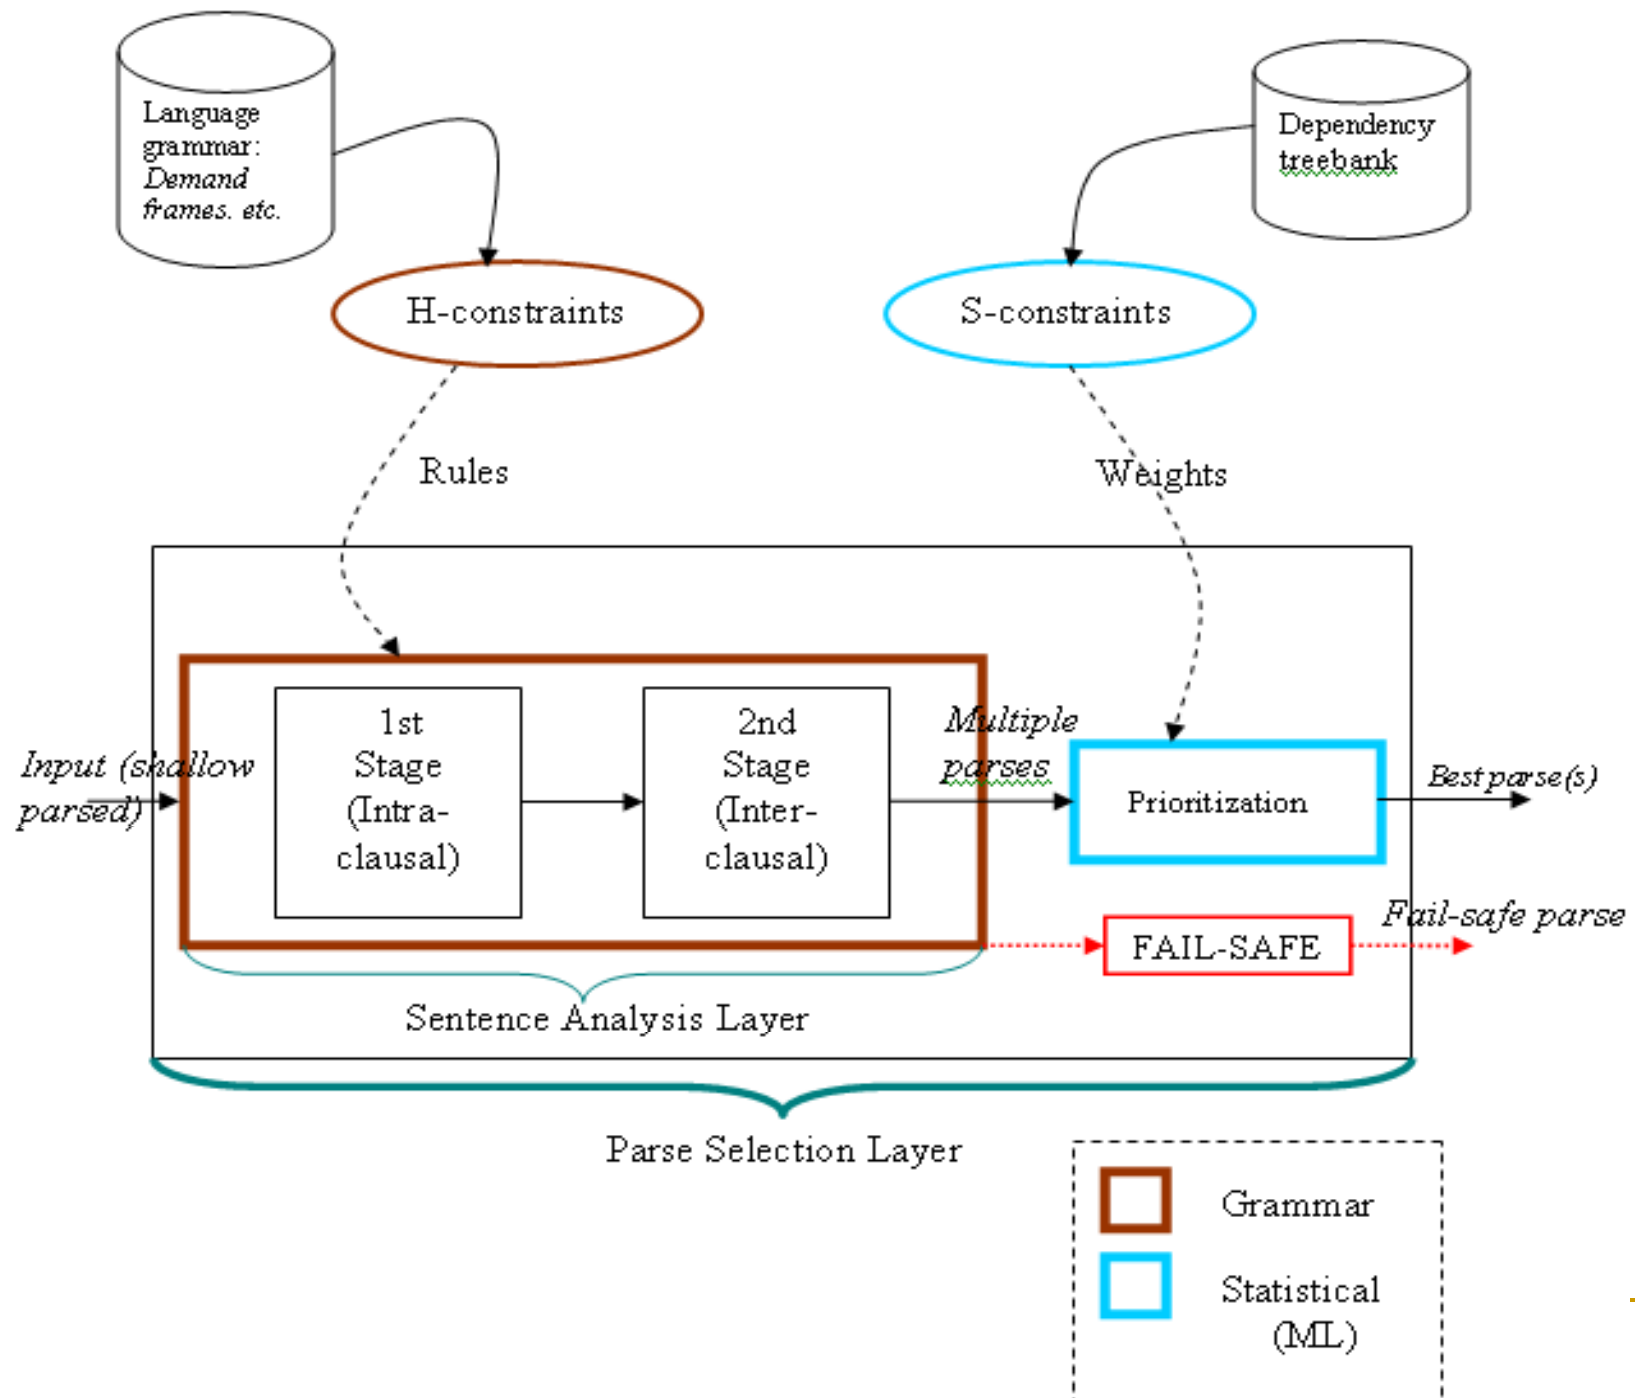 Language
grammar:
Demand
frames. etc.
Dependency
treebank
H-constraints
S-constraints
Rules
Weights
Input (shallow
parsed)
1st
Stage
(Intra-
clausal)
2nd
Stage
(Inter-
clausal)
Multiple
parses
Prioritization
Best parse(s)
FAIL-SAFE
Fail-safe parse
Sentence Analysis Layer
Parse Selection Layer
Grammar
Statistical
(ML)